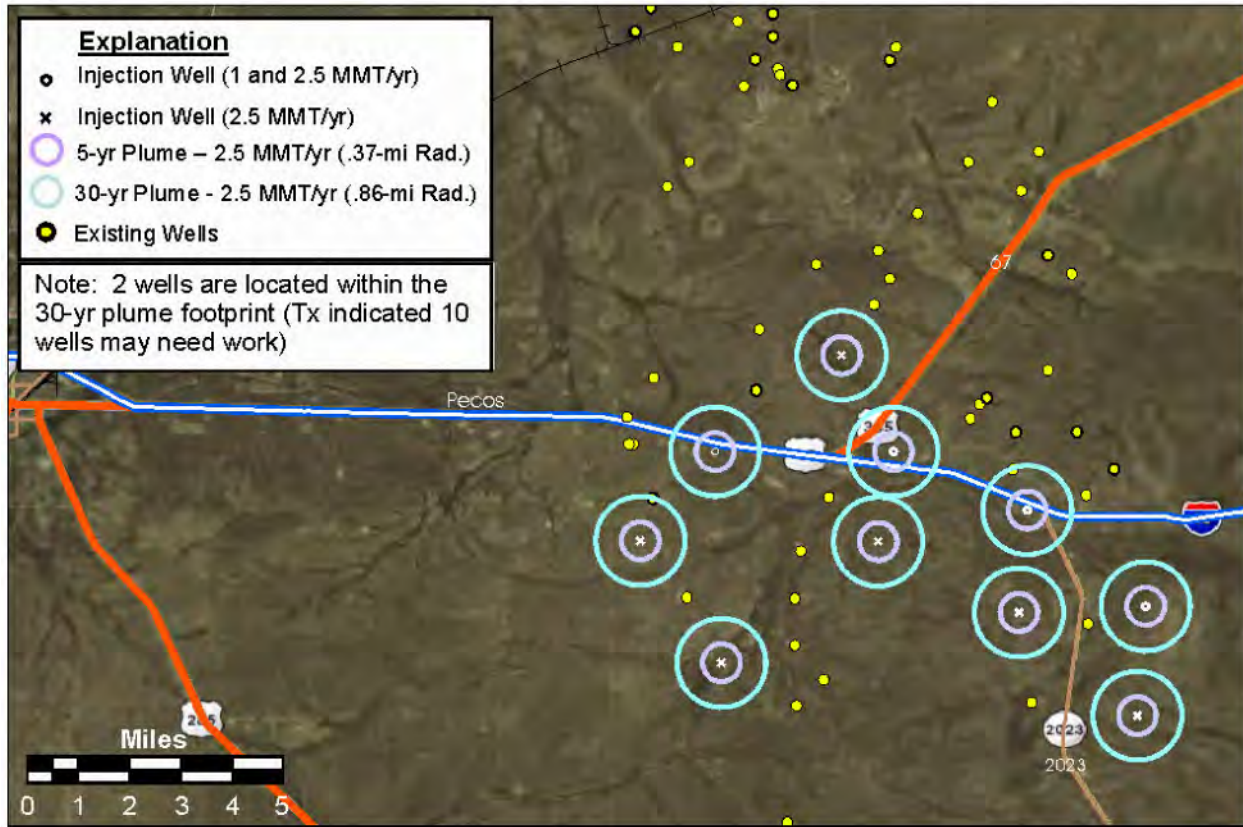 Explanation
Injection Well (1 and 2.5 MMT/yr)
Injection Well (2.5 MMT/yr)
5-yr Plume – 2.5 MMT/yr (.37-mi Rad.)
30-yr Plume - 2.5 MMT/yr (.86-mi Rad.)
Existing Wells
Note: 2 wells are located within the
30-yr plume footprint (Tx indicated 10
wells may need work)
67
Pecos
285
2023
2023
Miles
0 1 2 3 4 5